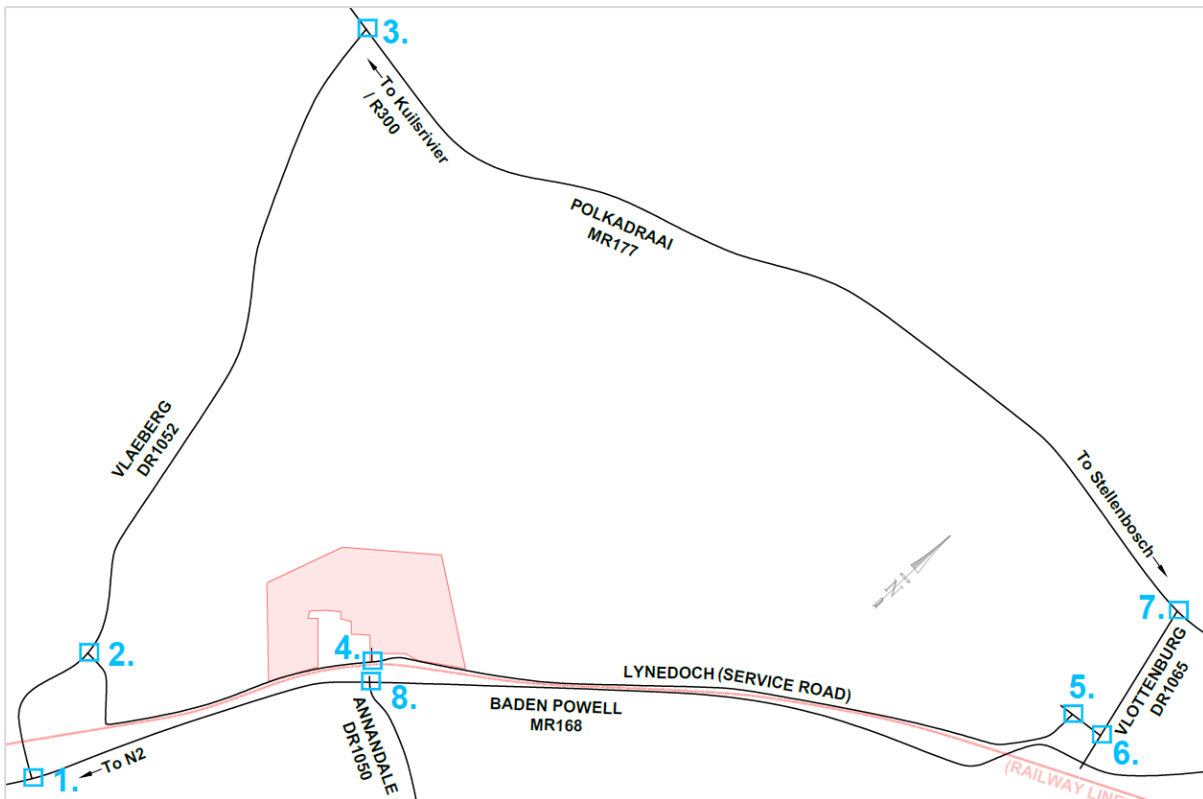 3.
To Kuilsrivier
/ R300
POLKADRAAI
MR177
VLAEBERG
DR1052
To Stellenbosch
N
7.
2.
4.
LYNEDOCH (SERVICE ROAD)
VLOTTENBURG
DR1065
5.
8.
BADEN POWELL
MR168
ANNANDALE
DR1050
6.
To N2
1.
(RAILWAY LINE